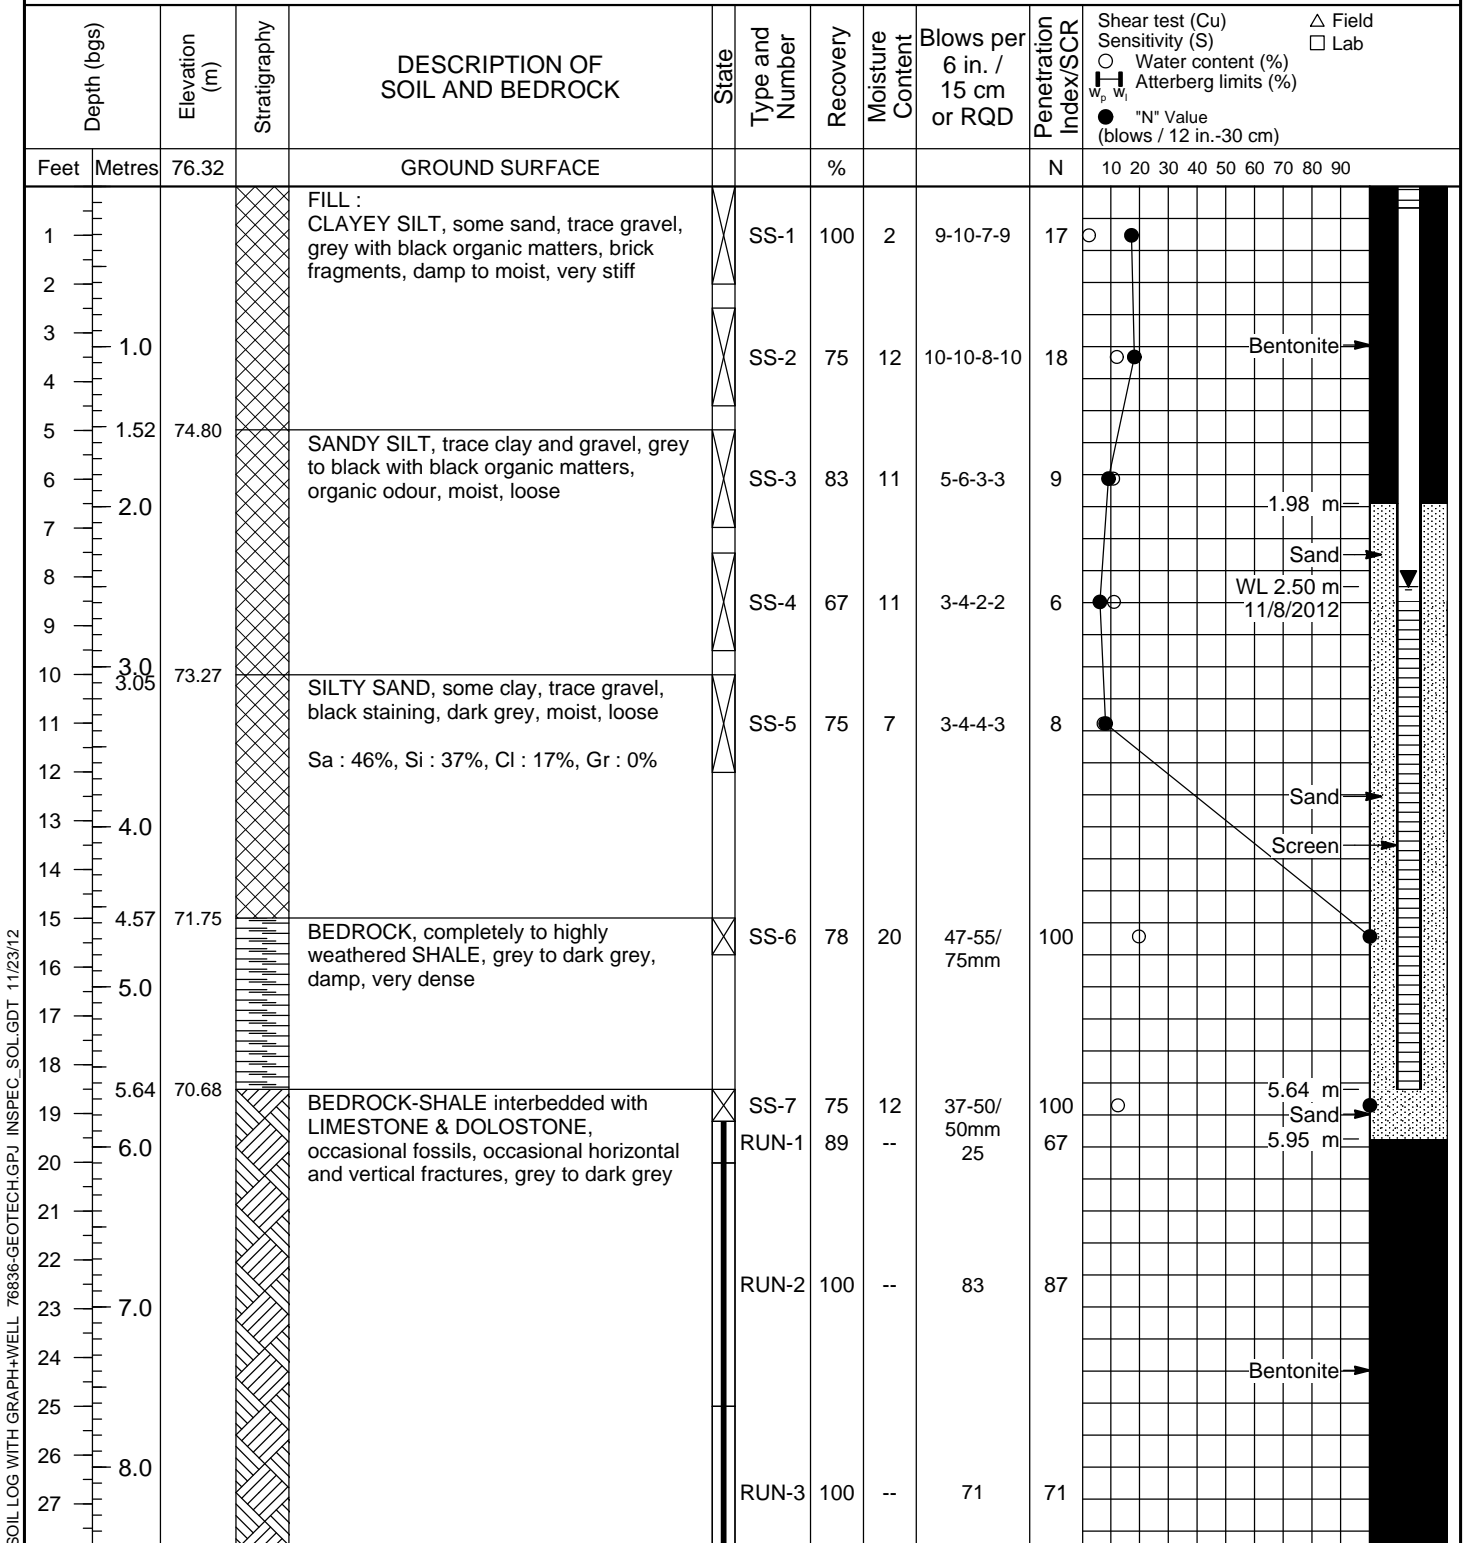 Depth (bgs)
Elevation (m)
Stratigraphy
DESCRIPTION OF
SOIL AND BEDROCK
State
Type and Number
Recovery
Moisture Content
Blows per
6 in. /
15 cm
or RQD
Penetration Index/SCR
Shear test (Cu) △ Field
Sensitivity (S) □ Lab
○ Water content (%)
Wp Wl Atterberg limits (%)
● "N" Value
(blows / 12 in.-30 cm)
Feet Metres 76.32 GROUND SURFACE % N 10 20 30 40 50 60 70 80 90
FILL :
CLAYEY SILT, some sand, trace gravel,
grey with black organic matters, brick
fragments, damp to moist, very stiff
1 SS-1 100 2 9-10-7-9 17
2
3
1.0 Bentonite
SS-2 75 12 10-10-8-10 18
4
5 1.52 74.80
SANDY SILT, trace clay and gravel, grey
to black with black organic matters,
organic odour, moist, loose
6 SS-3 83 11 5-6-3-3 9
2.0 1.98 m
7
Sand
8
WL 2.50 m
11/8/2012
SS-4 67 11 3-4-2-2 6
9
3.0
10 3.05 73.27
SILTY SAND, some clay, trace gravel,
black staining, dark grey, moist, loose
11 SS-5 75 7 3-4-4-3 8
Sa : 46%, Si : 37%, Cl : 17%, Gr : 0%
12
Sand
13 4.0
Screen
14
15 4.57 71.75
BEDROCK, completely to highly
weathered SHALE, grey to dark grey,
damp, very dense
SS-6 78 20 47-55/
75mm
100
16
5.0
17
18
5.64 70.68 5.64 m
BEDROCK-SHALE interbedded with
LIMESTONE & DOLOSTONE,
occasional fossils, occasional horizontal
and vertical fractures, grey to dark grey
19 SS-7 75 12 37-50/
50mm
100
Sand
6.0 RUN-1 89 -- 25 67 5.95 m
20
21
22
RUN-2 100 -- 83 87
23 7.0
24
Bentonite
25
26
8.0
27 RUN-3 100 -- 71 71
SOIL LOG WITH GRAPH+WELL 76836-GEOTECH.GPJ INSPEC_SOL.GDT 11/23/12